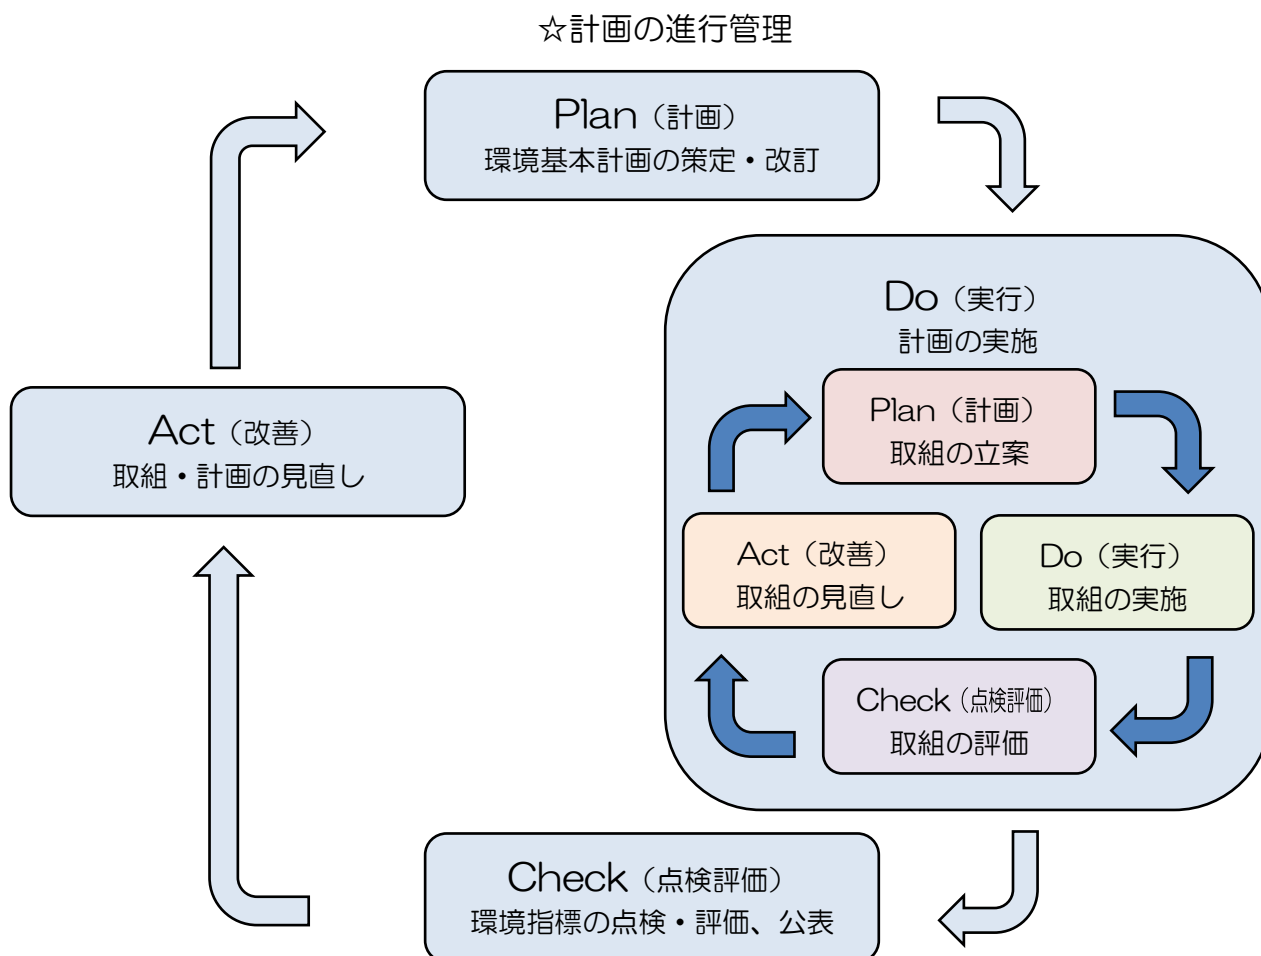 ☆計画の進行管理
Plan（計画）
環境基本計画の策定・改訂
Do（実行）
計画の実施
Plan（計画）
取組の立案
Do（実行）
取組の実施
Check（点検評価）
取組の評価
Act（改善）
取組の見直し
Check（点検評価）
環境指標の点検・評価、公表
Act（改善）
取組・計画の見直し